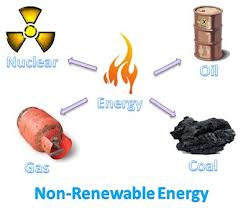 Nuclear
Oil
Energy
Gas
Coal
Non-Renewable Energy